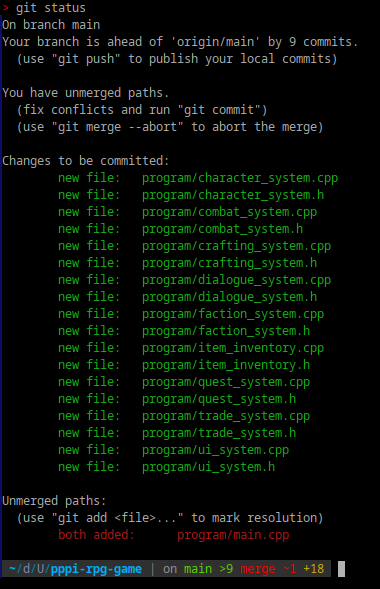 > git status
On branch main
Your branch is ahead of 'origin/main' by 9 commits.
  (use "git push" to publish your local commits)

You have unmerged paths.
  (fix conflicts and run "git commit")
  (use "git merge --abort" to abort the merge)

Changes to be committed:
        new file:   program/character_system.cpp
        new file:   program/character_system.h
        new file:   program/combat_system.cpp
        new file:   program/combat_system.h
        new file:   program/crafting_system.cpp
        new file:   program/crafting_system.h
        new file:   program/dialogue_system.cpp
        new file:   program/dialogue_system.h
        new file:   program/faction_system.cpp
        new file:   program/faction_system.h
        new file:   program/item_inventory.cpp
        new file:   program/item_inventory.h
        new file:   program/quest_system.cpp
        new file:   program/quest_system.h
        new file:   program/trade_system.cpp
        new file:   program/trade_system.h
        new file:   program/ui_system.cpp
        new file:   program/ui_system.h

Unmerged paths:
  (use "git add <file>..." to mark resolution)
        both added:      program/main.cpp

~/d/U/pppi-rpg-game | on main >9 merge ~1 +18